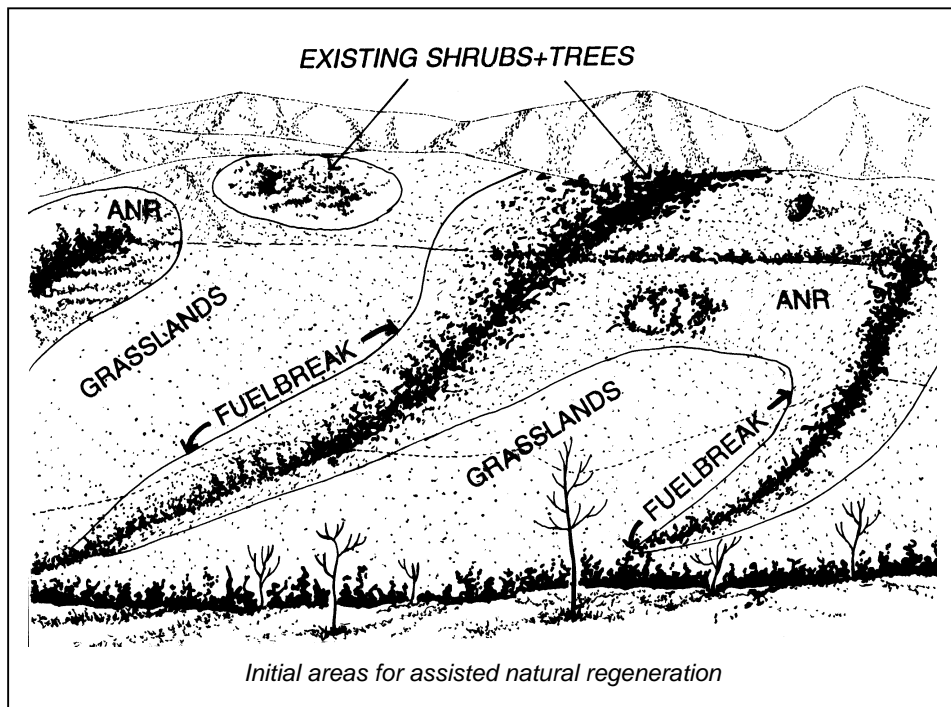 EXISTING SHRUBS+TREES
ANR
GRASSLANDS
FUELBREAK
ANR
GRASSLANDS
FUELBREAK
Initial areas for assisted natural regeneration